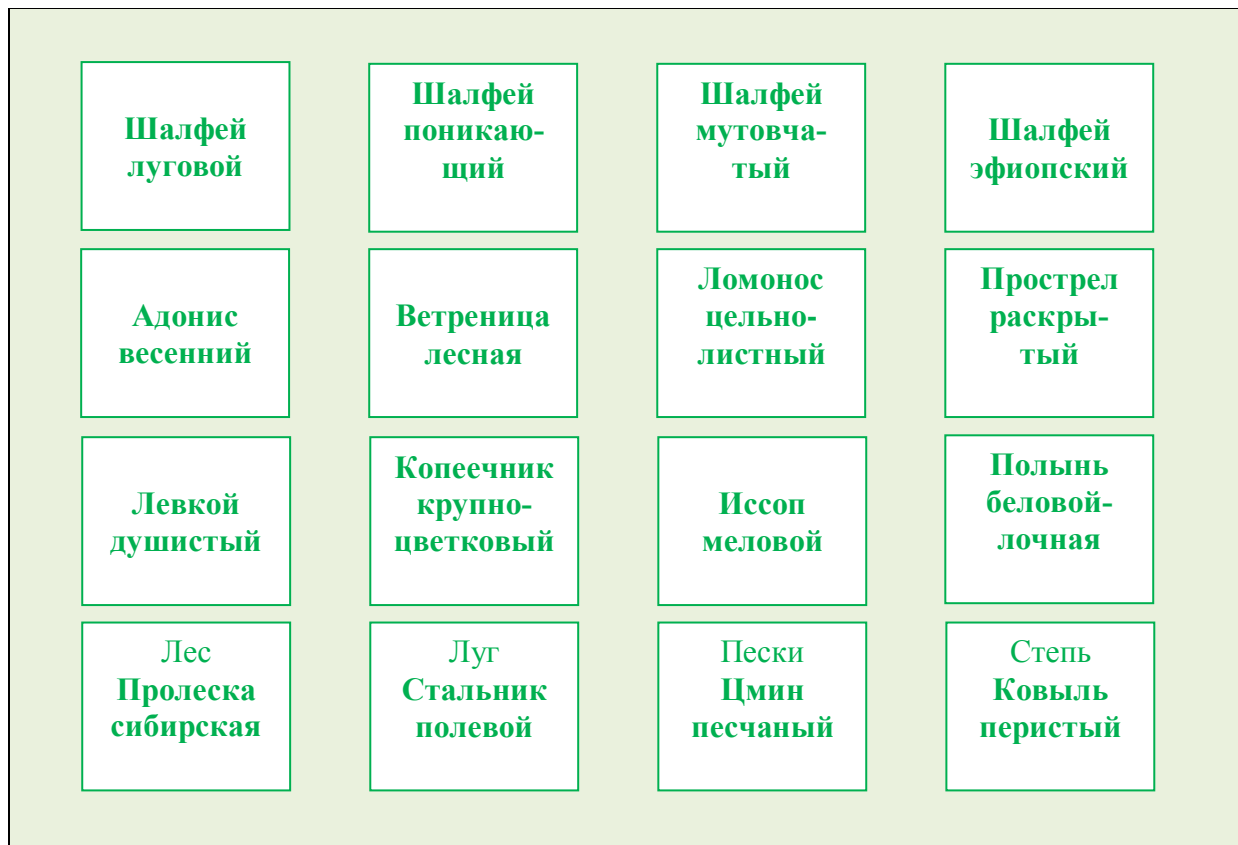 Шалфей
луговой
Шалфей
поникаю-
щий
Шалфей
мутовча-
тый
Шалфей
эфиопский
Адонис
весенний
Ветреница
лесная
Ломонос
цельно-
листный
Прострел
раскры-
тый
Левкой
душистый
Копеечник
крупно-
цветковый
Иссоп
меловой
Полынь
беловой-
лочная
Лес
Пролеска
сибирская
Луг
Стальник
полевой
Пески
Цмин
песчаный
Степь
Ковыль
перистый